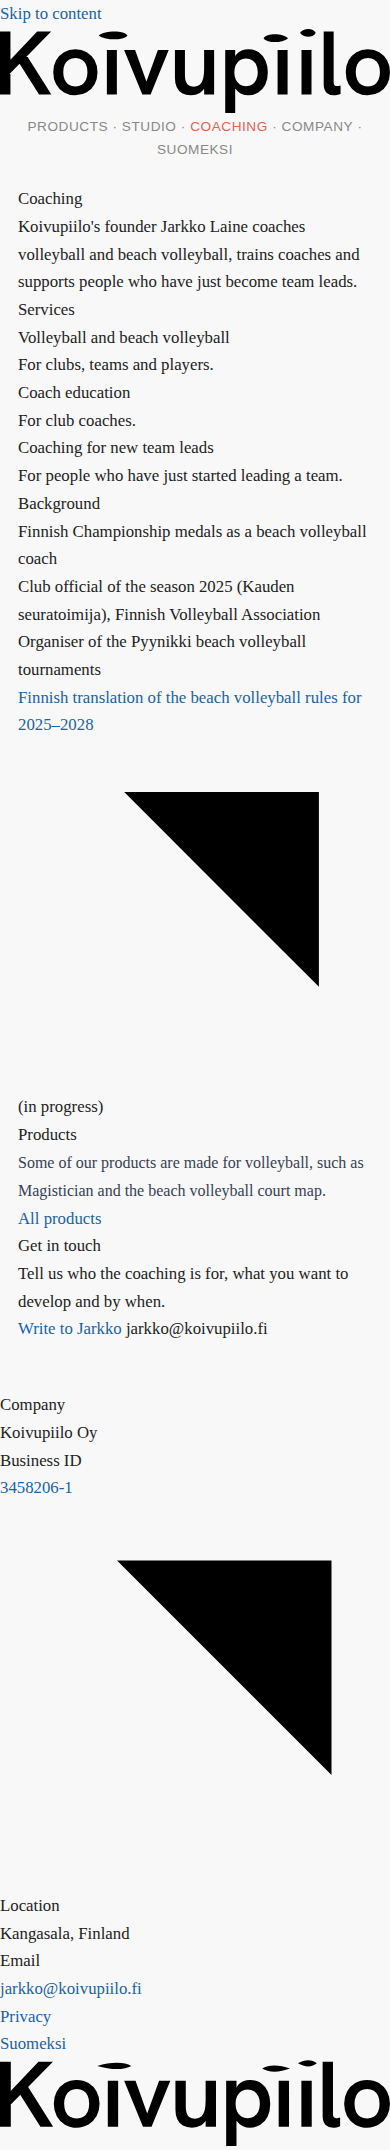 Skip to content
Koivupiilo
PRODUCTS · STUDIO · COACHING · COMPANY ·
SUOMEKSI
Coaching
Koivupiilo's founder Jarkko Laine coaches
volleyball and beach volleyball, trains coaches and
supports people who have just become team leads.
Services
Volleyball and beach volleyball
For clubs, teams and players.
Coach education
For club coaches.
Coaching for new team leads
For people who have just started leading a team.
Background
Finnish Championship medals as a beach volleyball
coach
Club official of the season 2025 (Kauden
seuratoimija), Finnish Volleyball Association
Organiser of the Pyynikki beach volleyball
tournaments
Finnish translation of the beach volleyball rules for
2025–2028
(in progress)
Products
Some of our products are made for volleyball, such as
Magistician and the beach volleyball court map.
All products
Get in touch
Tell us who the coaching is for, what you want to
develop and by when.
Write to Jarkko jarkko@koivupiilo.fi
Company
Koivupiilo Oy
Business ID
3458206-1
Location
Kangasala, Finland
Email
jarkko@koivupiilo.fi
Privacy
Suomeksi
Koivupiilo